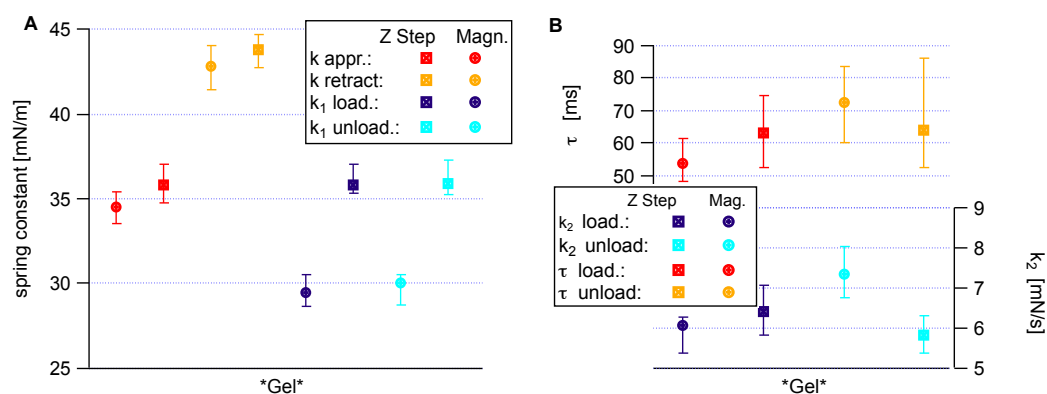 A
45
40
35
30
25
spring constant [mN/m]
Z Step Magn.
k appr.:
k retract:
k₁ load.:
k₁ unload.:
*Gel*
B
90
80
70
60
50
τ [ms]
Z Step Mag.
k₂ load.:
k₂ unload:
τ load.:
τ unload:
9
8
7
6
5
k₂ [mN/s]
*Gel*